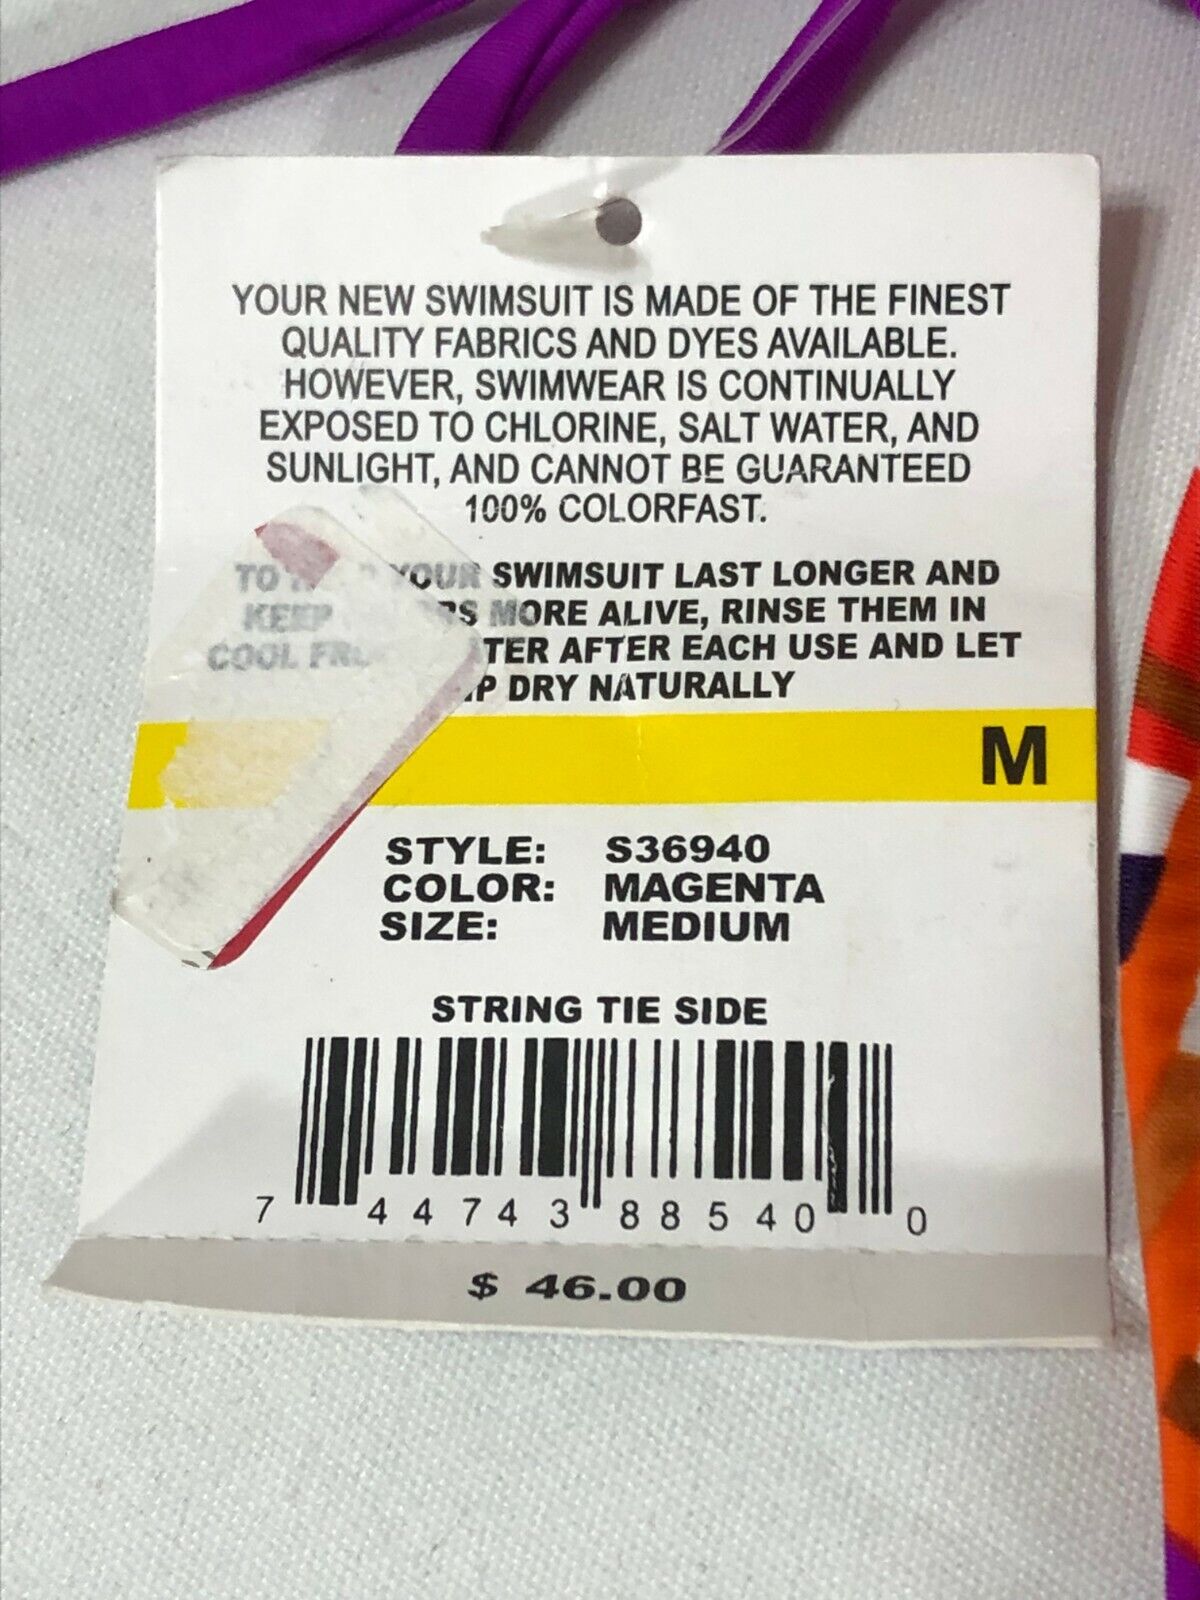 YOUR NEW SWIMSUIT IS MADE OF THE FINEST
QUALITY FABRICS AND DYES AVAILABLE.
HOWEVER, SWIMWEAR IS CONTINUALLY
EXPOSED TO CHLORINE, SALT WATER, AND
SUNLIGHT, AND CANNOT BE GUARANTEED
100% COLORFAST.
TO YOUR SWIMSUIT LAST LONGER AND
KEEP MORE ALIVE, RINSE THEM IN
COOL AFTER EACH USE AND LET
DRY NATURALLY
M
STYLE: S36940
COLOR: MAGENTA
SIZE: MEDIUM
STRING TIE SIDE
7 44743 88540 0
$ 46.00